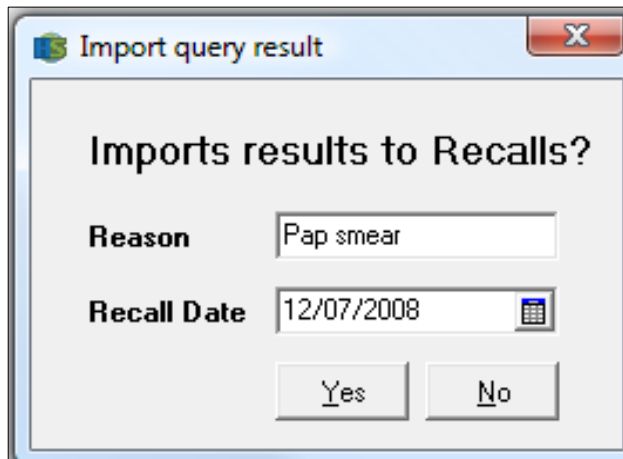 Import query result
Imports results to Recalls?
Reason Pap smear
Recall Date 12/07/2008
Yes No